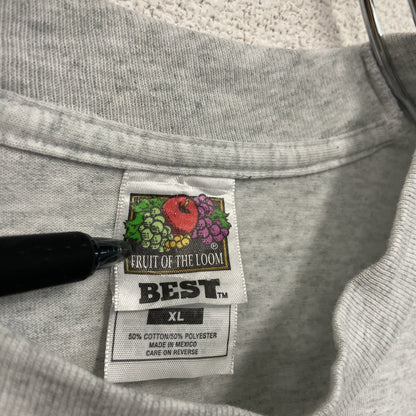 ®
FRUIT OF THE LOOM
BEST™
XL
50% COTTON/50% POLYESTER
MADE IN MEXICO
CARE ON REVERSE